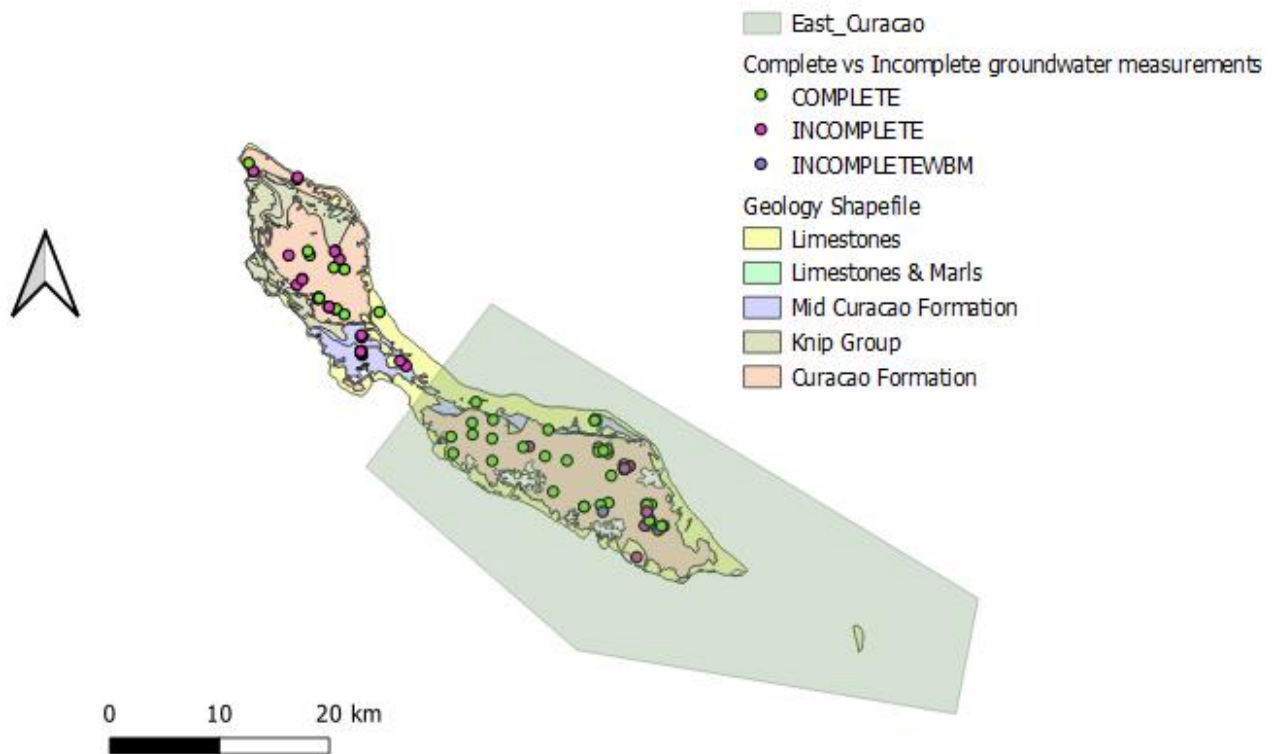 East_Curacao
Complete vs Incomplete groundwater measurements
COMPLETE
INCOMPLETE
INCOMPLETEWBM
Geology Shapefile
Limestones
Limestones & Marls
Mid Curacao Formation
Knip Group
Curacao Formation
0 10 20 km